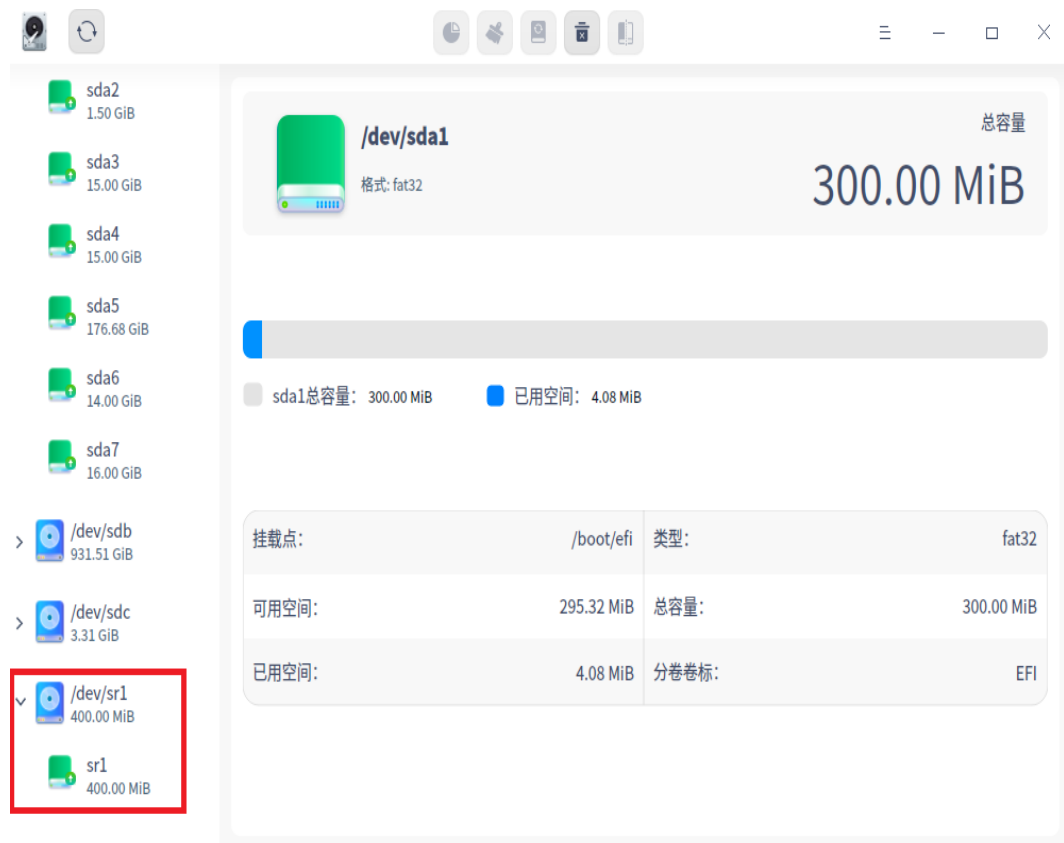 sda2
1.50 GiB
sda3
15.00 GiB
sda4
15.00 GiB
sda5
176.68 GiB
sda6
14.00 GiB
sda7
16.00 GiB
/dev/sdb
931.51 GiB
/dev/sdc
3.31 GiB
/dev/sr1
400.00 MiB
sr1
400.00 MiB
/dev/sda1
格式: fat32
总容量
300.00 MiB
sda1总容量： 300.00 MiB
已用空间： 4.08 MiB
挂载点： /boot/efi 类型： fat32
可用空间： 295.32 MiB 总容量： 300.00 MiB
已用空间： 4.08 MiB 分卷卷标： EFI